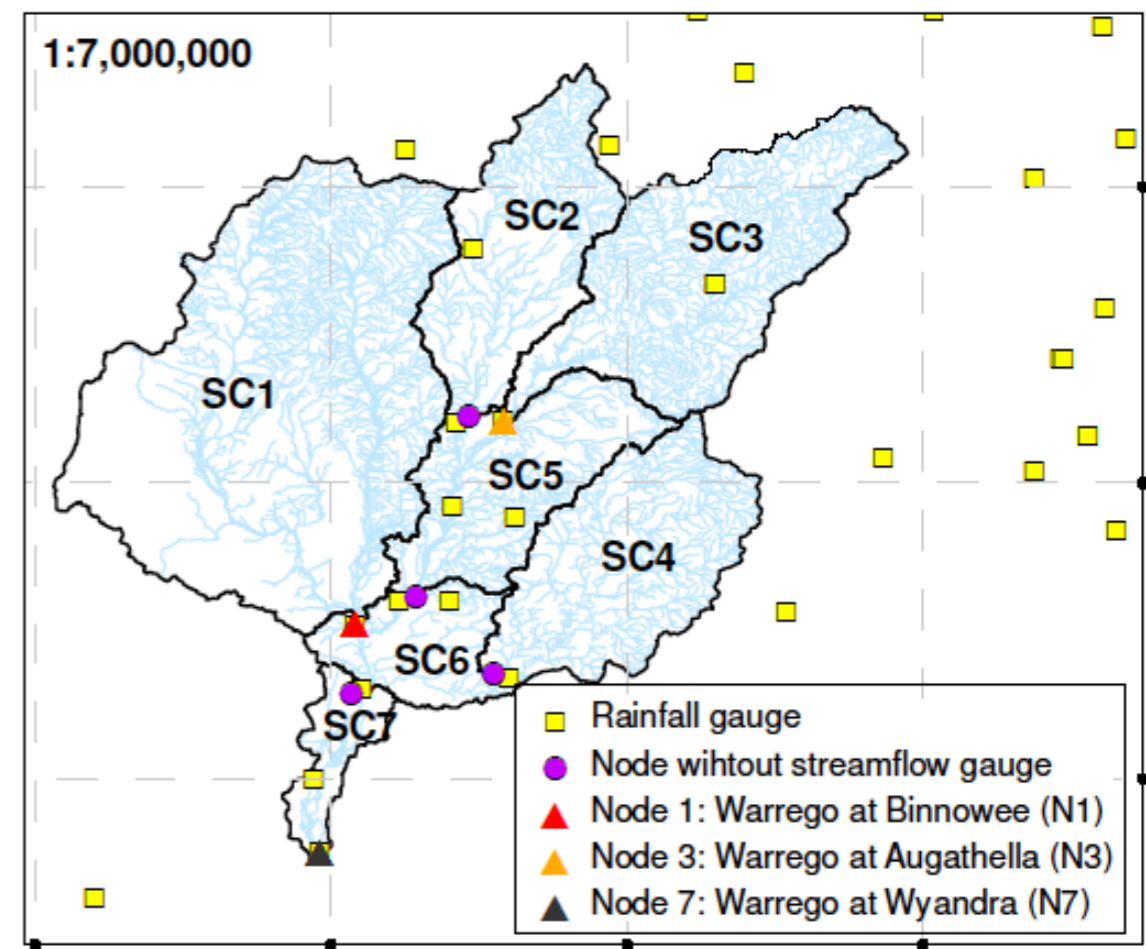 1:7,000,000
SC2
SC3
SC1
SC5
SC4
SC6
SC7
Rainfall gauge
Node wihtout streamflow gauge
Node 1: Warrego at Binnowee (N1)
Node 3: Warrego at Augathella (N3)
Node 7: Warrego at Wyandra (N7)